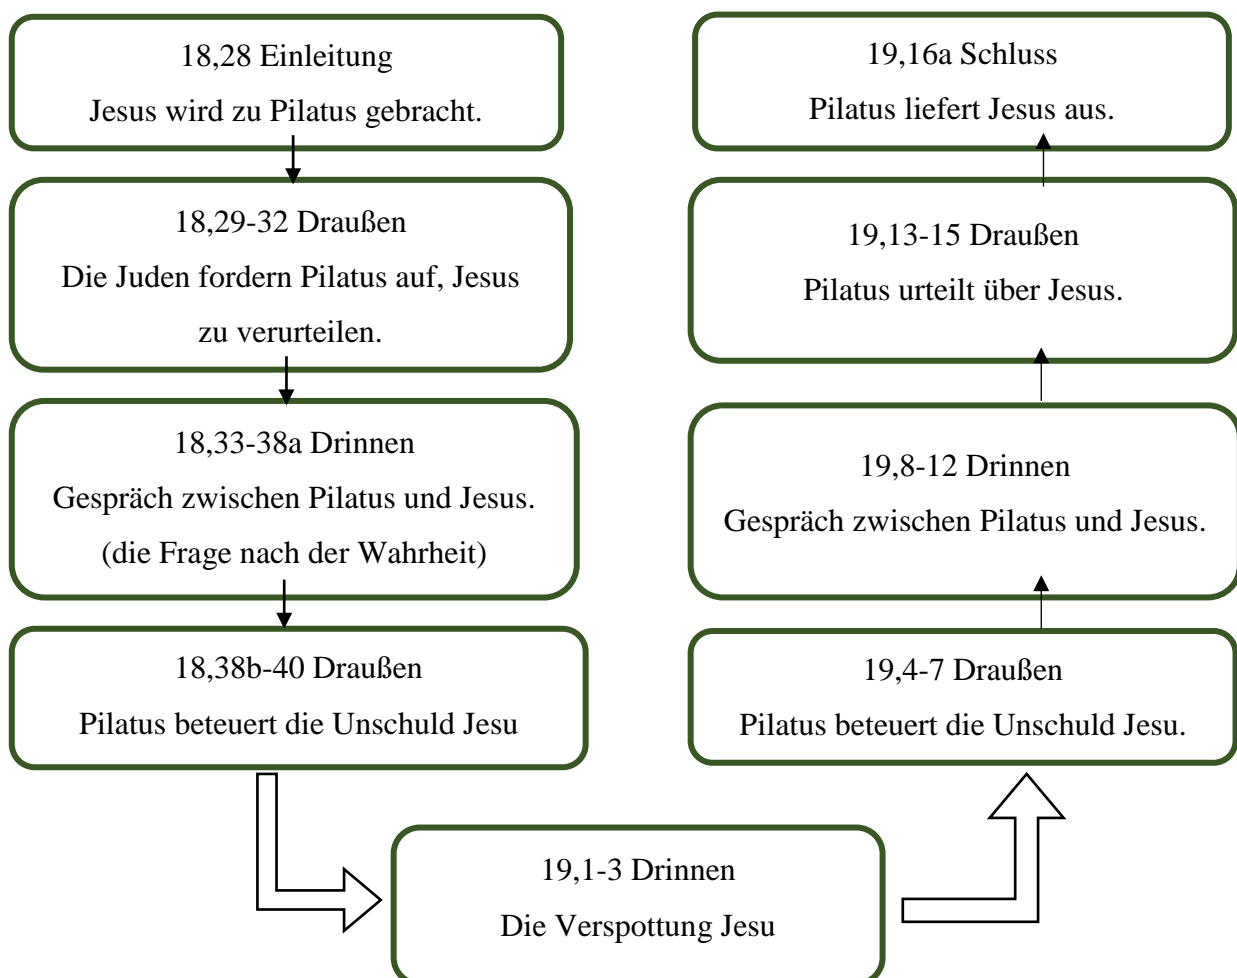 18,28 Einleitung
Jesus wird zu Pilatus gebracht.
18,29-32 Draußen
Die Juden fordern Pilatus auf, Jesus
zu verurteilen.
18,33-38a Drinnen
Gespräch zwischen Pilatus und Jesus.
(die Frage nach der Wahrheit)
18,38b-40 Draußen
Pilatus beteuert die Unschuld Jesu
19,1-3 Drinnen
Die Verspottung Jesu
19,4-7 Draußen
Pilatus beteuert die Unschuld Jesu.
19,8-12 Drinnen
Gespräch zwischen Pilatus und Jesus.
19,13-15 Draußen
Pilatus urteilt über Jesus.
19,16a Schluss
Pilatus liefert Jesus aus.